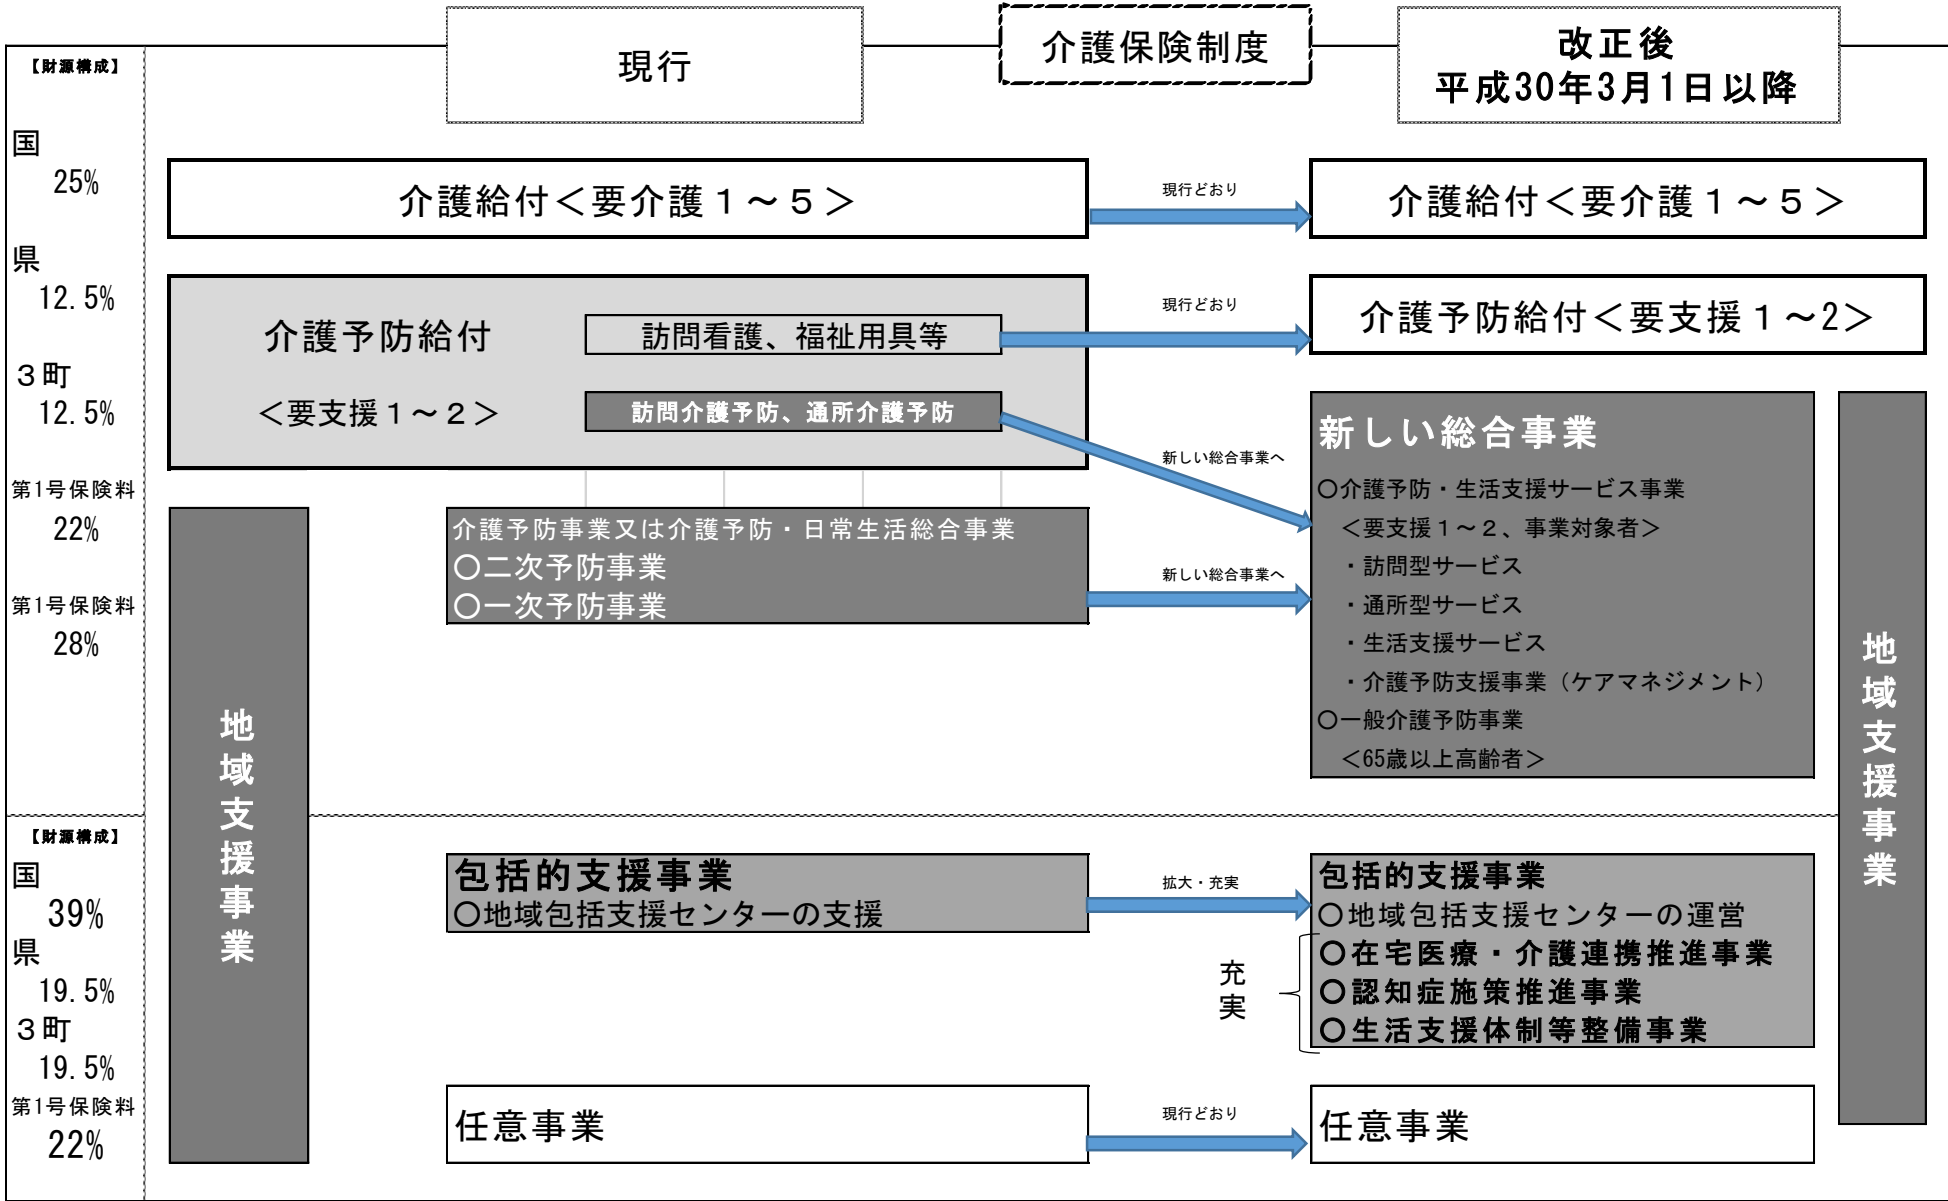 現行
介護保険制度
改正後
平成30年3月1日以降
【財源構成】
国
25%
県
12.5%
３町
12.5%
第1号保険料
22%
第1号保険料
28%
介護給付＜要介護１～５＞
現行どおり
介護給付＜要介護１～５＞
介護予防給付
＜要支援１～２＞
訪問看護、福祉用具等
現行どおり
介護予防給付＜要支援１～2＞
訪問介護予防、通所介護予防
新しい総合事業へ
介護予防事業又は介護予防・日常生活総合事業
〇二次予防事業
〇一次予防事業
新しい総合事業へ
新しい総合事業
〇介護予防・生活支援サービス事業
＜要支援１～２、事業対象者＞
・訪問型サービス
・通所型サービス
・生活支援サービス
・介護予防支援事業（ケアマネジメント）
〇一般介護予防事業
＜65歳以上高齢者＞
地域支援事業
地域支援事業
【財源構成】
国
39%
県
19.5%
３町
19.5%
第1号保険料
22%
包括的支援事業
〇地域包括支援センターの支援
拡大・充実
包括的支援事業
〇地域包括支援センターの運営
〇在宅医療・介護連携推進事業
〇認知症施策推進事業
〇生活支援体制等整備事業
充実
任意事業
現行どおり
任意事業